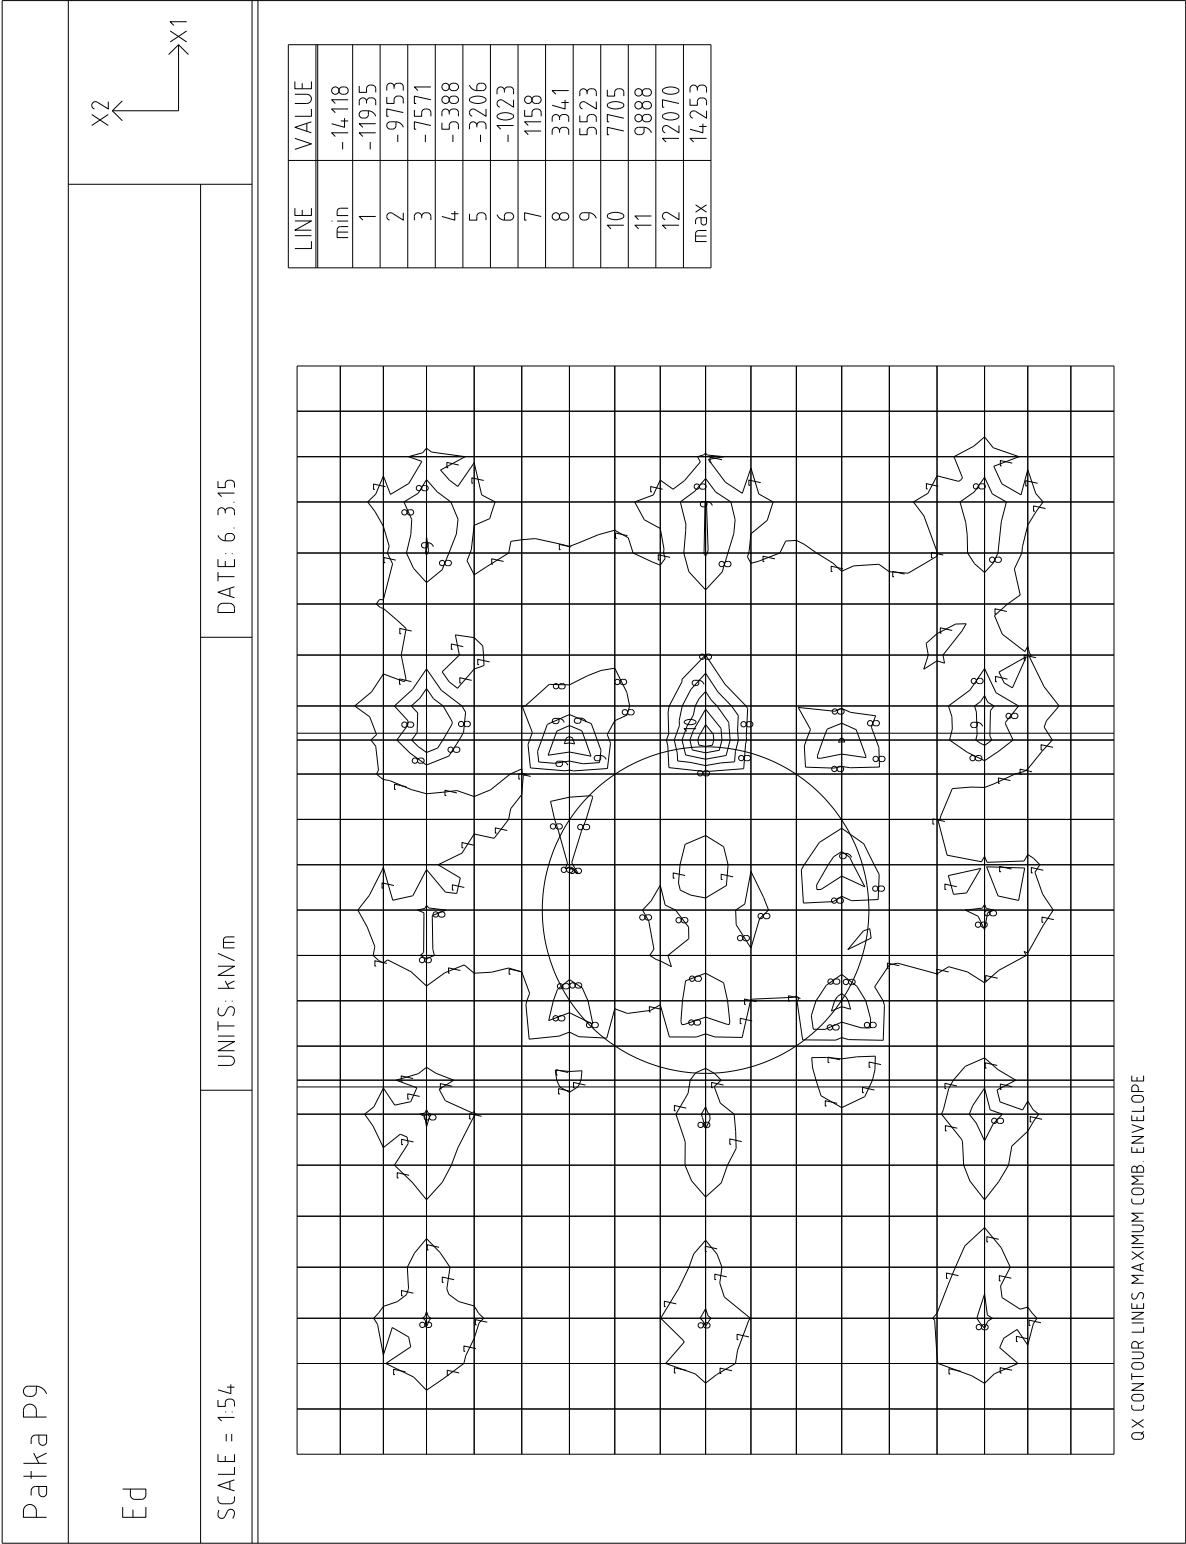 Patka P9
Ed
SCALE = 1:54
UNITS: kN/m
DATE: 6. 3.15
X2
X1
LINE VALUE
min -14118
1 -11935
2 -9753
3 -7571
4 -5388
5 -3206
6 -1023
7 1158
8 3341
9 5523
10 7705
11 9888
12 12070
max 14253
10
QX CONTOUR LINES MAXIMUM COMB. ENVELOPE